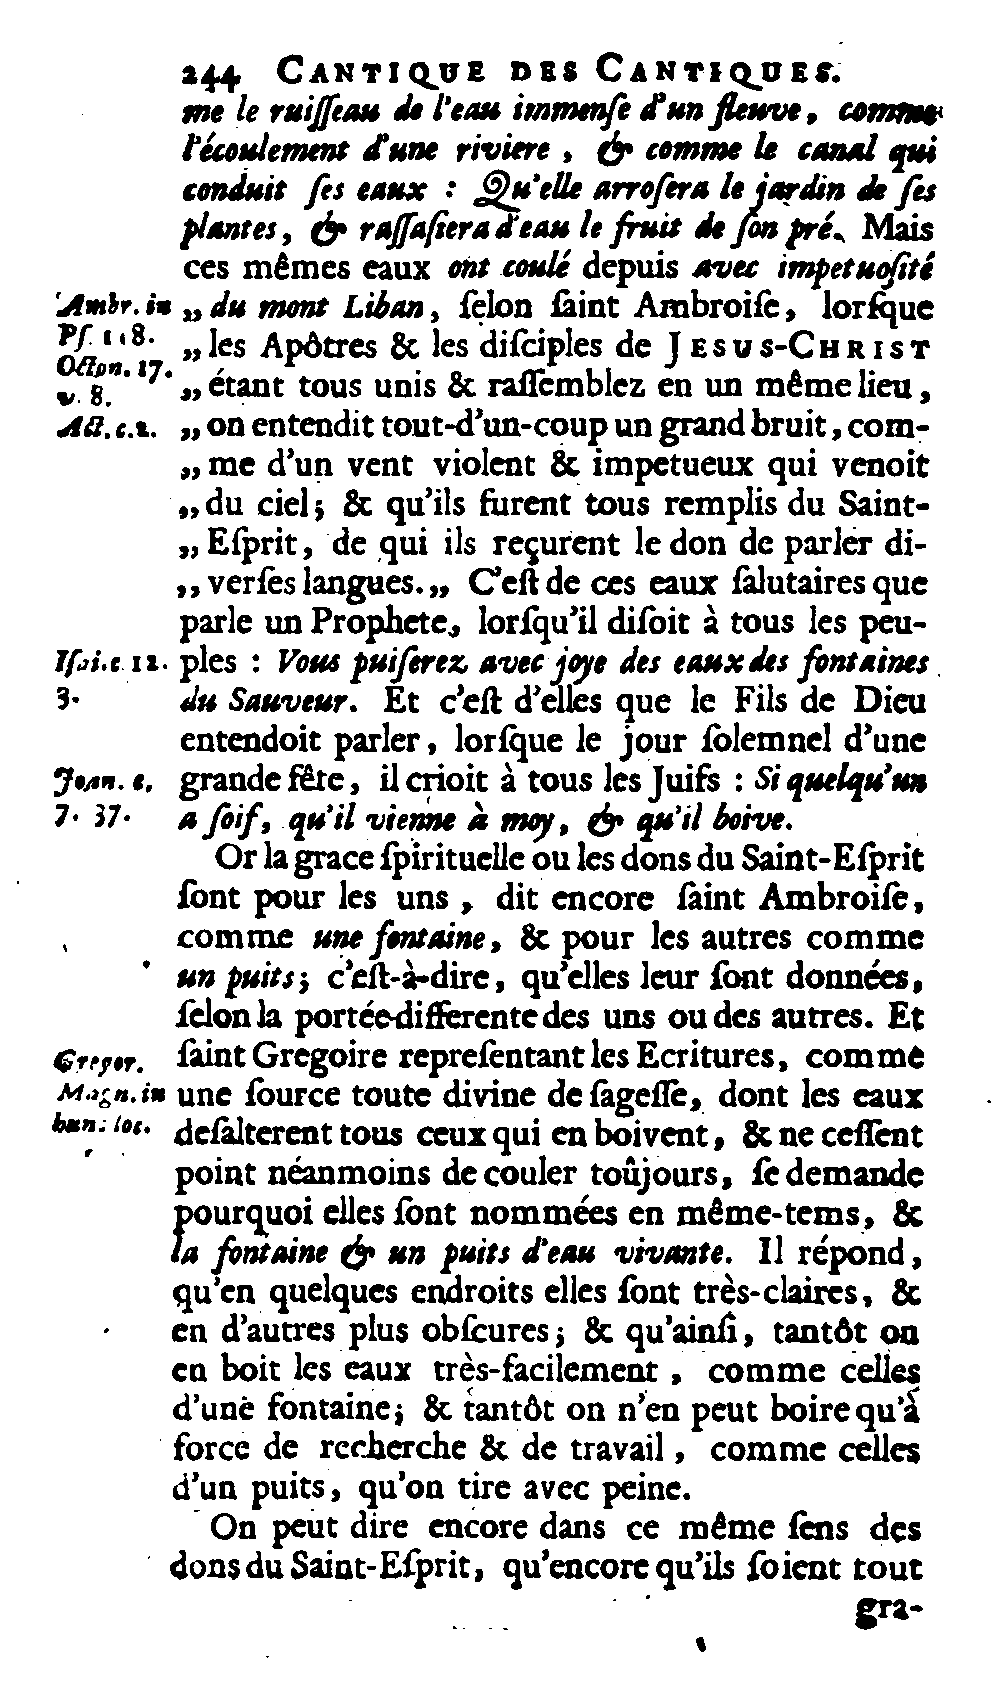 244 CANTIQUE DES CANTIQUES.
me le ruiſſeau de l'eau immenſe d'un fleuve, comme
l'écoulement d'une riviere, & comme le canal qui
conduit ſes eaux : Qu'elle arroſera le jardin de ſes
plantes, & raſſaſiera d'eau le fruit de ſon pré. Mais
ces mêmes eaux ont coulé depuis avec impetuoſité
Ambr. in „ du mont Liban, ſelon ſaint Ambroiſe, lorſque
Pſ. 118.
„ les Apôtres & les diſciples de JESUS-CHRIST
Octon. 17.
„ étant tous unis & raſſemblez en un même lieu,
v. 8.
Act. c. 2. „ on entendit tout-d'un-coup un grand bruit, com-
„ me d'un vent violent & impetueux qui venoit
„ du ciel; & qu'ils furent tous remplis du Saint-
„ Eſprit, de qui ils reçurent le don de parler di-
„ verſes langues. „ C'eſt de ces eaux ſalutaires que
parle un Prophete, lorſqu'il diſoit à tous les peu-
Iſaie. 12. ples : Vous puiſerez avec joye des eaux des fontaines
3. du Sauveur. Et c'eſt d'elles que le Fils de Dieu
entendoit parler, lorſque le jour ſolemnel d'une
Joan. c. grande fête, il crioit à tous les Juifs : Si quelqu'un
7. 37. a ſoif, qu'il vienne à moy, & qu'il boive.
Or la grace ſpirituelle ou les dons du Saint-Eſprit
ſont pour les uns, dit encore ſaint Ambroiſe,
comme une fontaine, & pour les autres comme
un puits; c'eſt-à-dire, qu'elles leur ſont données,
ſelon la portée differente des uns ou des autres. Et
Gregor. ſaint Gregoire repreſentant les Ecritures, comme
Magn. in une ſource toute divine de ſageſſe, dont les eaux
hun. loc. deſalterent tous ceux qui en boivent, & ne ceſſent
point néanmoins de couler toûjours, ſe demande
pourquoi elles ſont nommées en même-tems, &
la fontaine & un puits d'eau vivante. Il répond,
qu'en quelques endroits elles ſont très-claires, &
en d'autres plus obſcures; & qu'ainſi, tantôt on
en boit les eaux très-facilement, comme celles
d'une fontaine; & tantôt on n'en peut boire qu'à
force de recherche & de travail, comme celles
d'un puits, qu'on tire avec peine.
On peut dire encore dans ce même ſens des
dons du Saint-Eſprit, qu'encore qu'ils ſoient tout
gra-